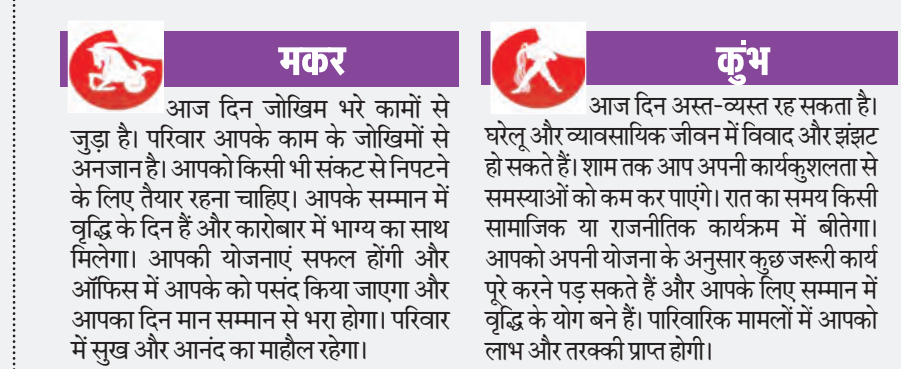 मकर
आज दिन जोखिम भरे कामों से
जुड़ा है। परिवार आपके काम के जोखिमों से
अनजान है। आपको किसी भी संकट से निपटने
के लिए तैयार रहना चाहिए। आपके सम्मान में
वृद्धि के दिन हैं और कारोबार में भाग्य का साथ
मिलेगा। आपकी योजनाएं सफल होंगी और
ऑफिस में आपके को पसंद किया जाएगा और
आपका दिन मान सम्मान से भरा होगा। परिवार
में सुख और आनंद का माहौल रहेगा।
कुंभ
आज दिन अस्त-व्यस्त रह सकता है।
घरेलू और व्यावसायिक जीवन में विवाद और झंझट
हो सकते हैं। शाम तक आप अपनी कार्यकुशलता से
समस्याओं को कम कर पाएंगे। रात का समय किसी
सामाजिक या राजनीतिक कार्यक्रम में बीतेगा।
आपको अपनी योजना के अनुसार कुछ जरूरी कार्य
पूरे करने पड़ सकते हैं और आपके लिए सम्मान में
वृद्धि के योग बने हैं। पारिवारिक मामलों में आपको
लाभ और तरक्की प्राप्त होगी।